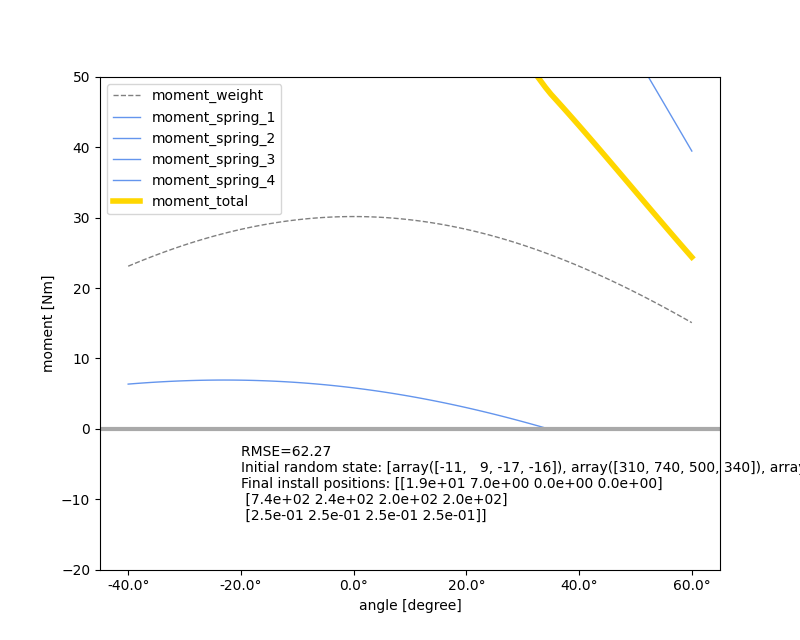 50
40
30
20
10
0
−10
−20
moment [Nm]
moment_weight
moment_spring_1
moment_spring_2
moment_spring_3
moment_spring_4
moment_total
RMSE=62.27
Initial random state: [array([-11,   9, -17, -16]), array([310, 740, 500, 340]), array
Final install positions: [[1.9e+01 7.0e+00 0.0e+00 0.0e+00]
[7.4e+02 2.4e+02 2.0e+02 2.0e+02]
[2.5e-01 2.5e-01 2.5e-01 2.5e-01]]
-40.0° -20.0° 0.0° 20.0° 40.0° 60.0°
angle [degree]